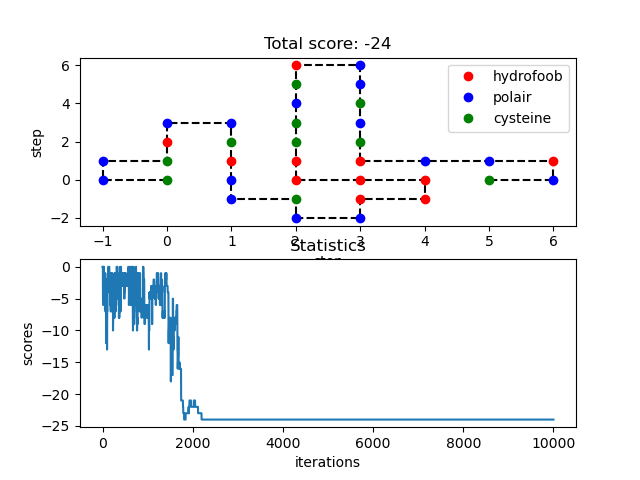 Total score: -24
hydrofoob
polair
cysteine
step
6
4
2
0
−2
−1 0 1 2 3 4 5 6
step
Statistics
scores
0
−5
−10
−15
−20
−25
0 2000 4000 6000 8000 10000
iterations